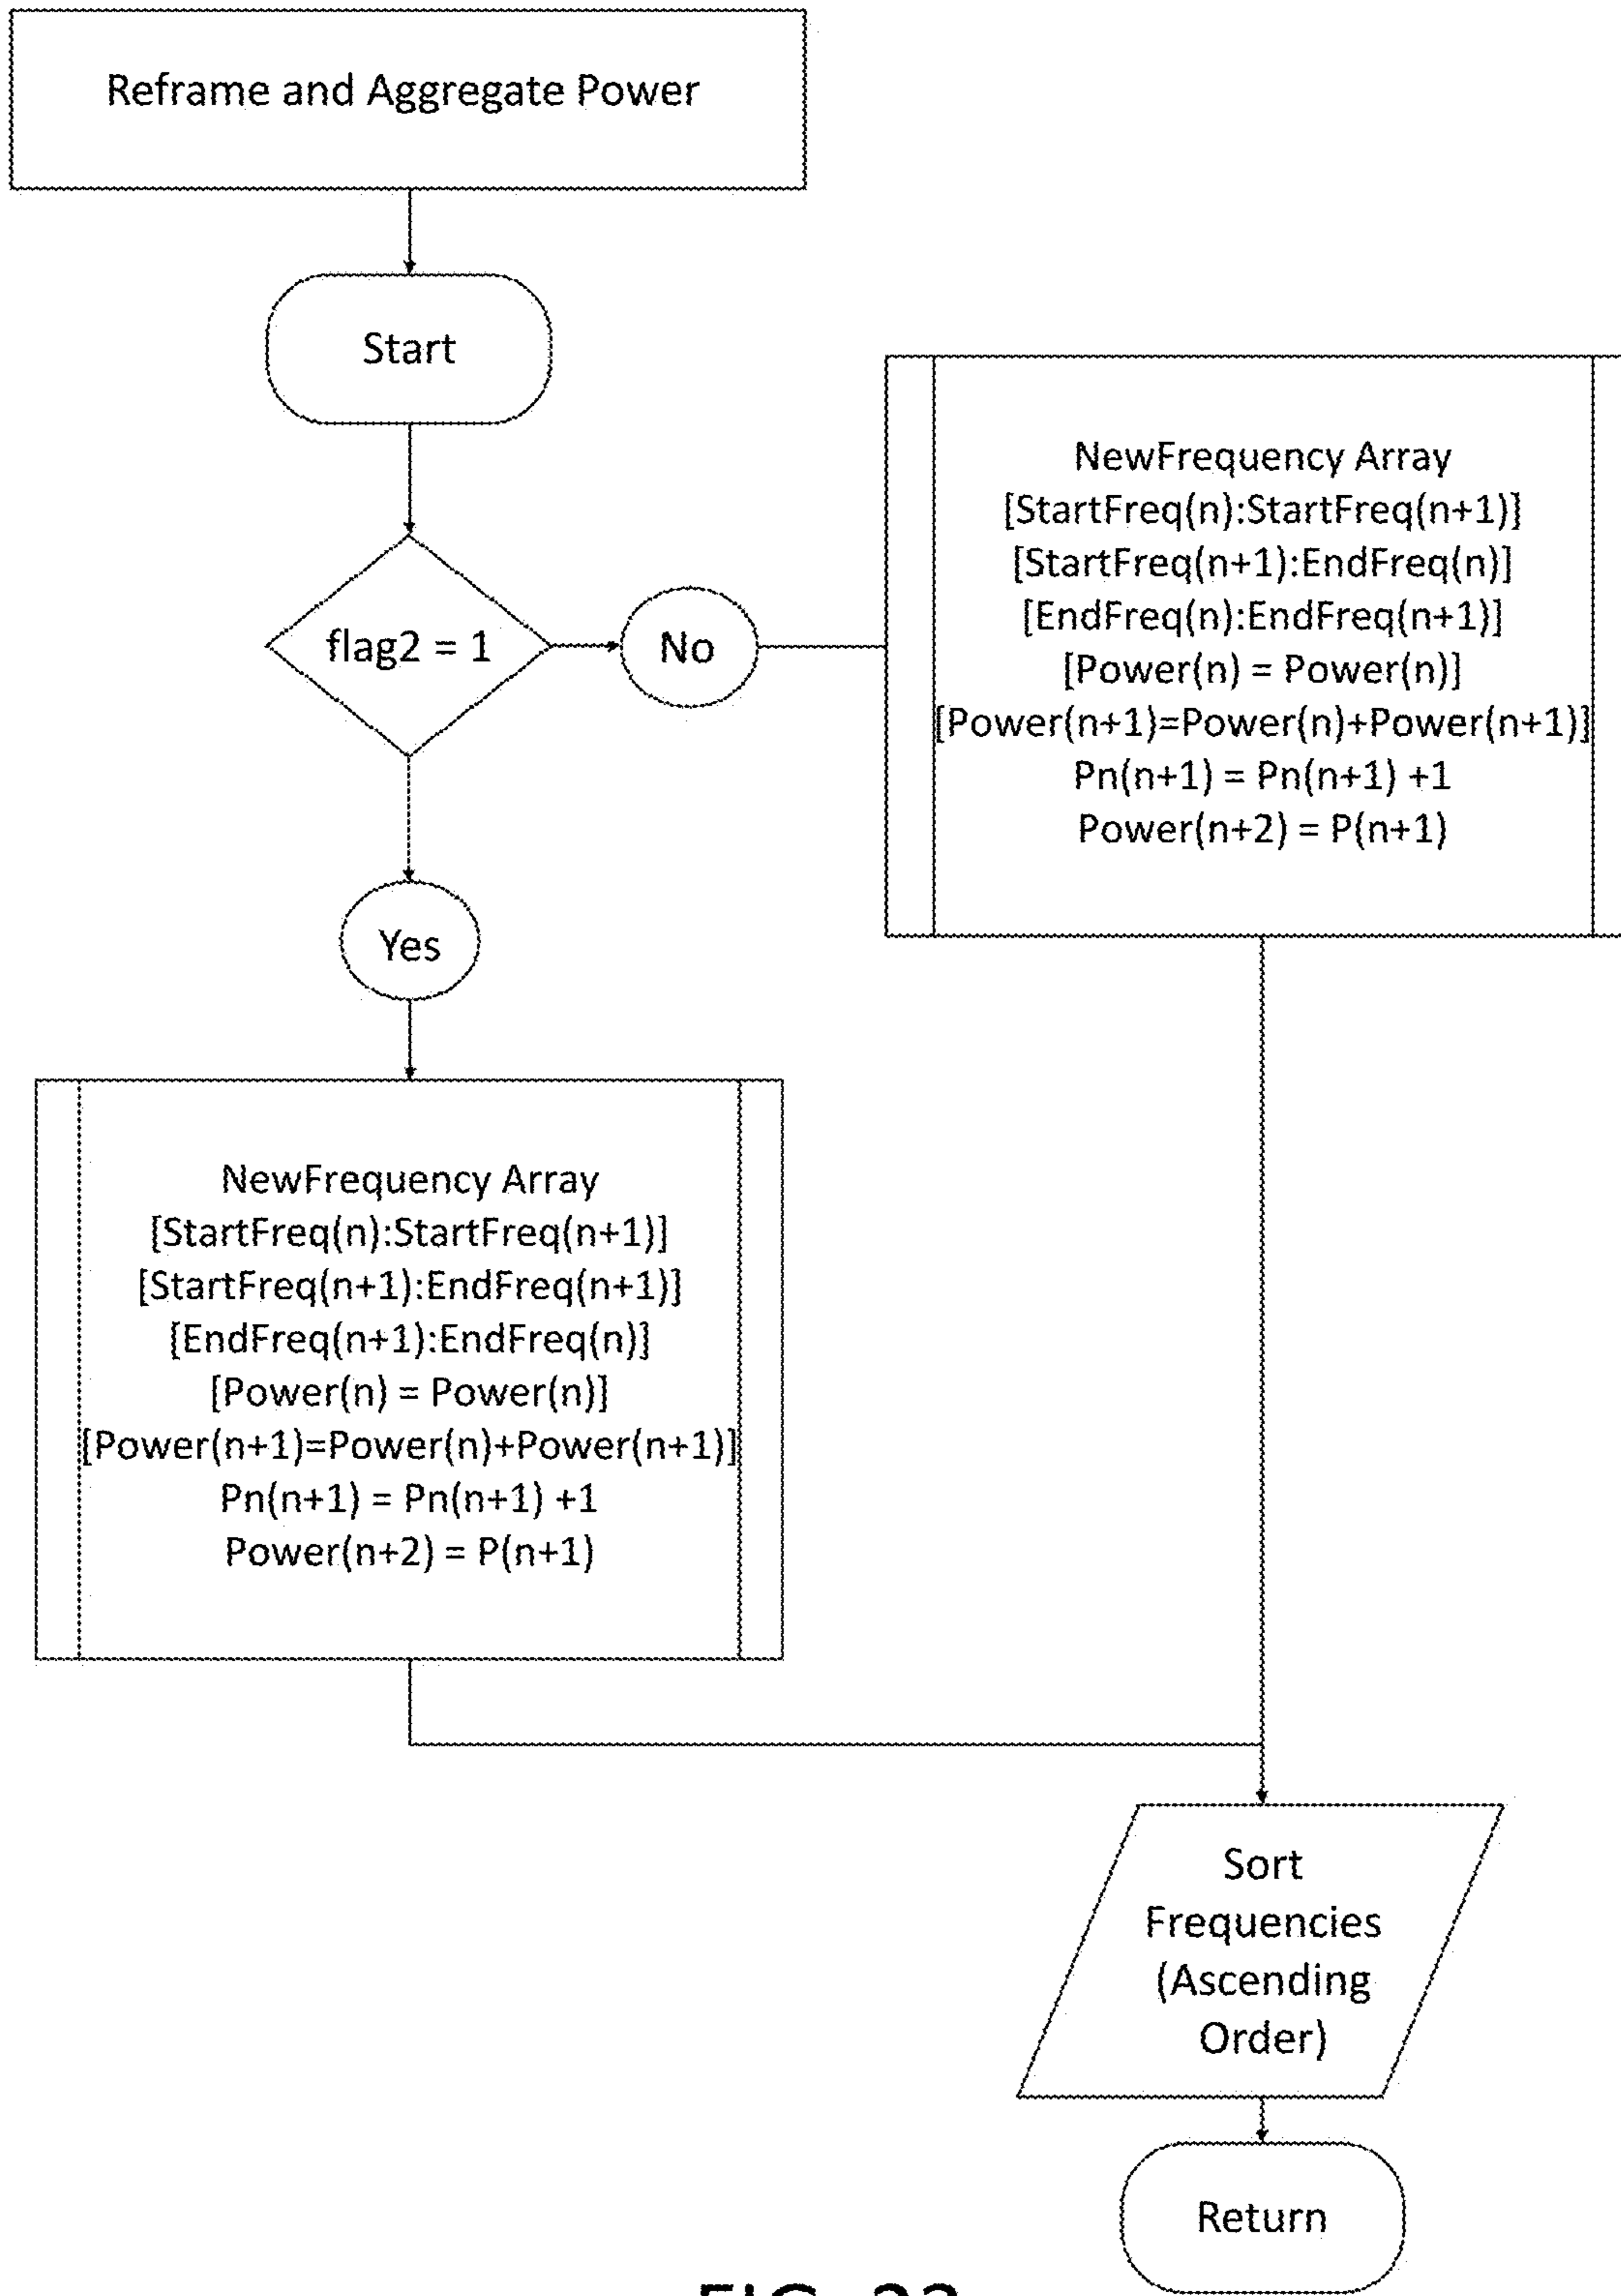 Reframe and Aggregate Power
Start
flag2 = 1
No
NewFrequency Array
[StartFreq(n):StartFreq(n+1)]
[StartFreq(n+1):EndFreq(n)]
[EndFreq(n):EndFreq(n+1)]
[Power(n) = Power(n)]
[Power(n+1)=Power(n)+Power(n+1)]
Pn(n+1) = Pn(n+1) +1
Power(n+2) = P(n+1)
Yes
NewFrequency Array
[StartFreq(n):StartFreq(n+1)]
[StartFreq(n+1):EndFreq(n+1)]
[EndFreq(n+1):EndFreq(n)]
[Power(n) = Power(n)]
[Power(n+1)=Power(n)+Power(n+1)]
Pn(n+1) = Pn(n+1) +1
Power(n+2) = P(n+1)
Sort
Frequencies
(Ascending
Order)
Return